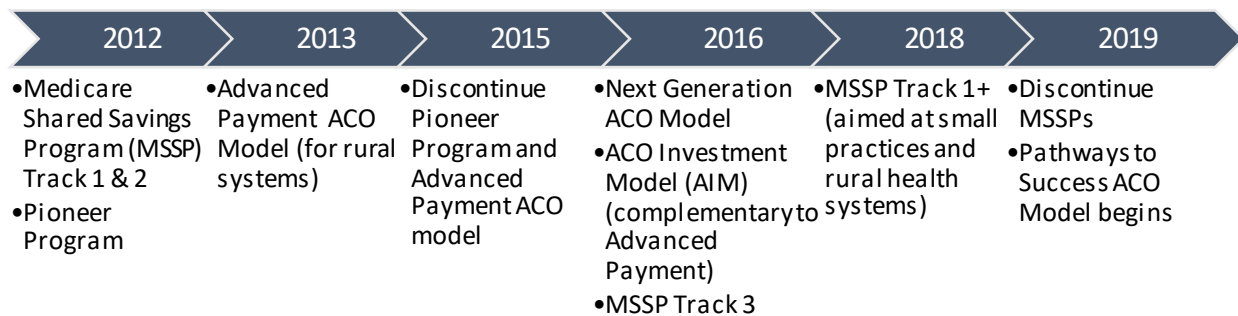 2012
2013
2015
2016
2018
2019
•Medicare
Shared Savings
Program (MSSP)
Track 1 & 2
•Pioneer
Program
•Advanced
Payment ACO
Model (for rural
systems)
•Discontinue
Pioneer
Program and
Advanced
Payment ACO
model
•Next Generation
ACO Model
•ACO Investment
Model (AIM)
(complementary to
Advanced
Payment)
•MSSP Track 3
•MSSP Track 1+
(aimed at small
practices and
rural health
systems)
•Discontinue
MSSPs
•Pathways to
Success ACO
Model begins